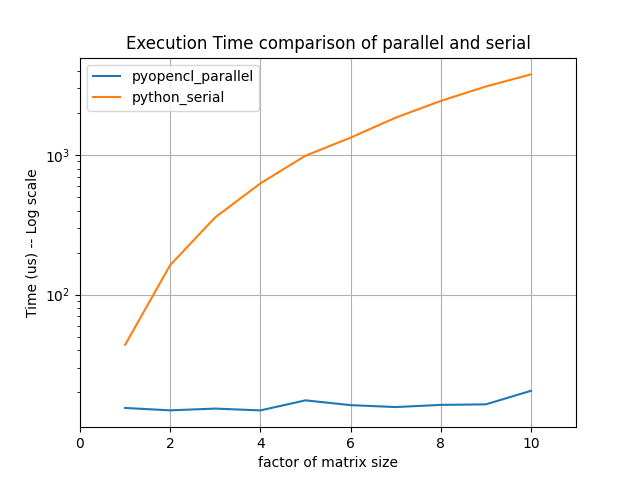 Execution Time comparison of parallel and serial
pyopencl_parallel
python_serial
Time (us) -- Log scale
10³
10²
0 2 4 6 8 10
factor of matrix size